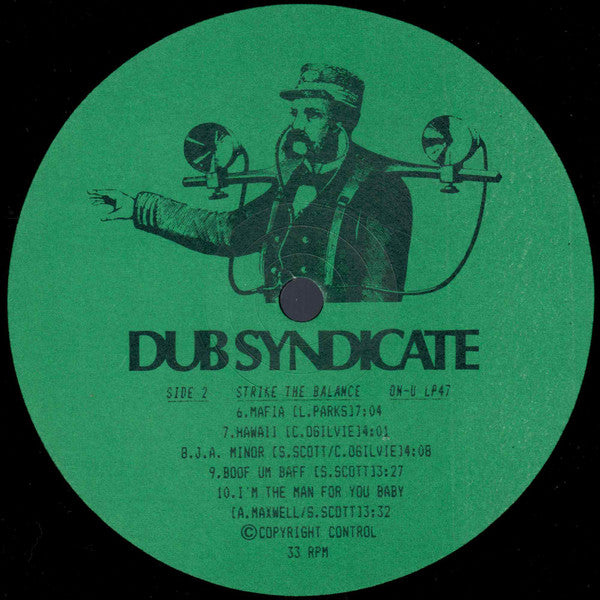 DUB SYNDICATE
SIDE 2 STRIKE THE BALANCE ON-U LP47
6.MAFIA [L.PARKS]7:04
7.HAWAII [C.OGILVIE]4:01
8.J.A. MINOR [S.SCOTT/C.OGILVIE]4:08
9.BOOF UM BAFF [S.SCOTT]3:27
10.I'M THE MAN FOR YOU BABY
[A.MAXWELL/S.SCOTT]3:32
©COPYRIGHT CONTROL
33 RPM